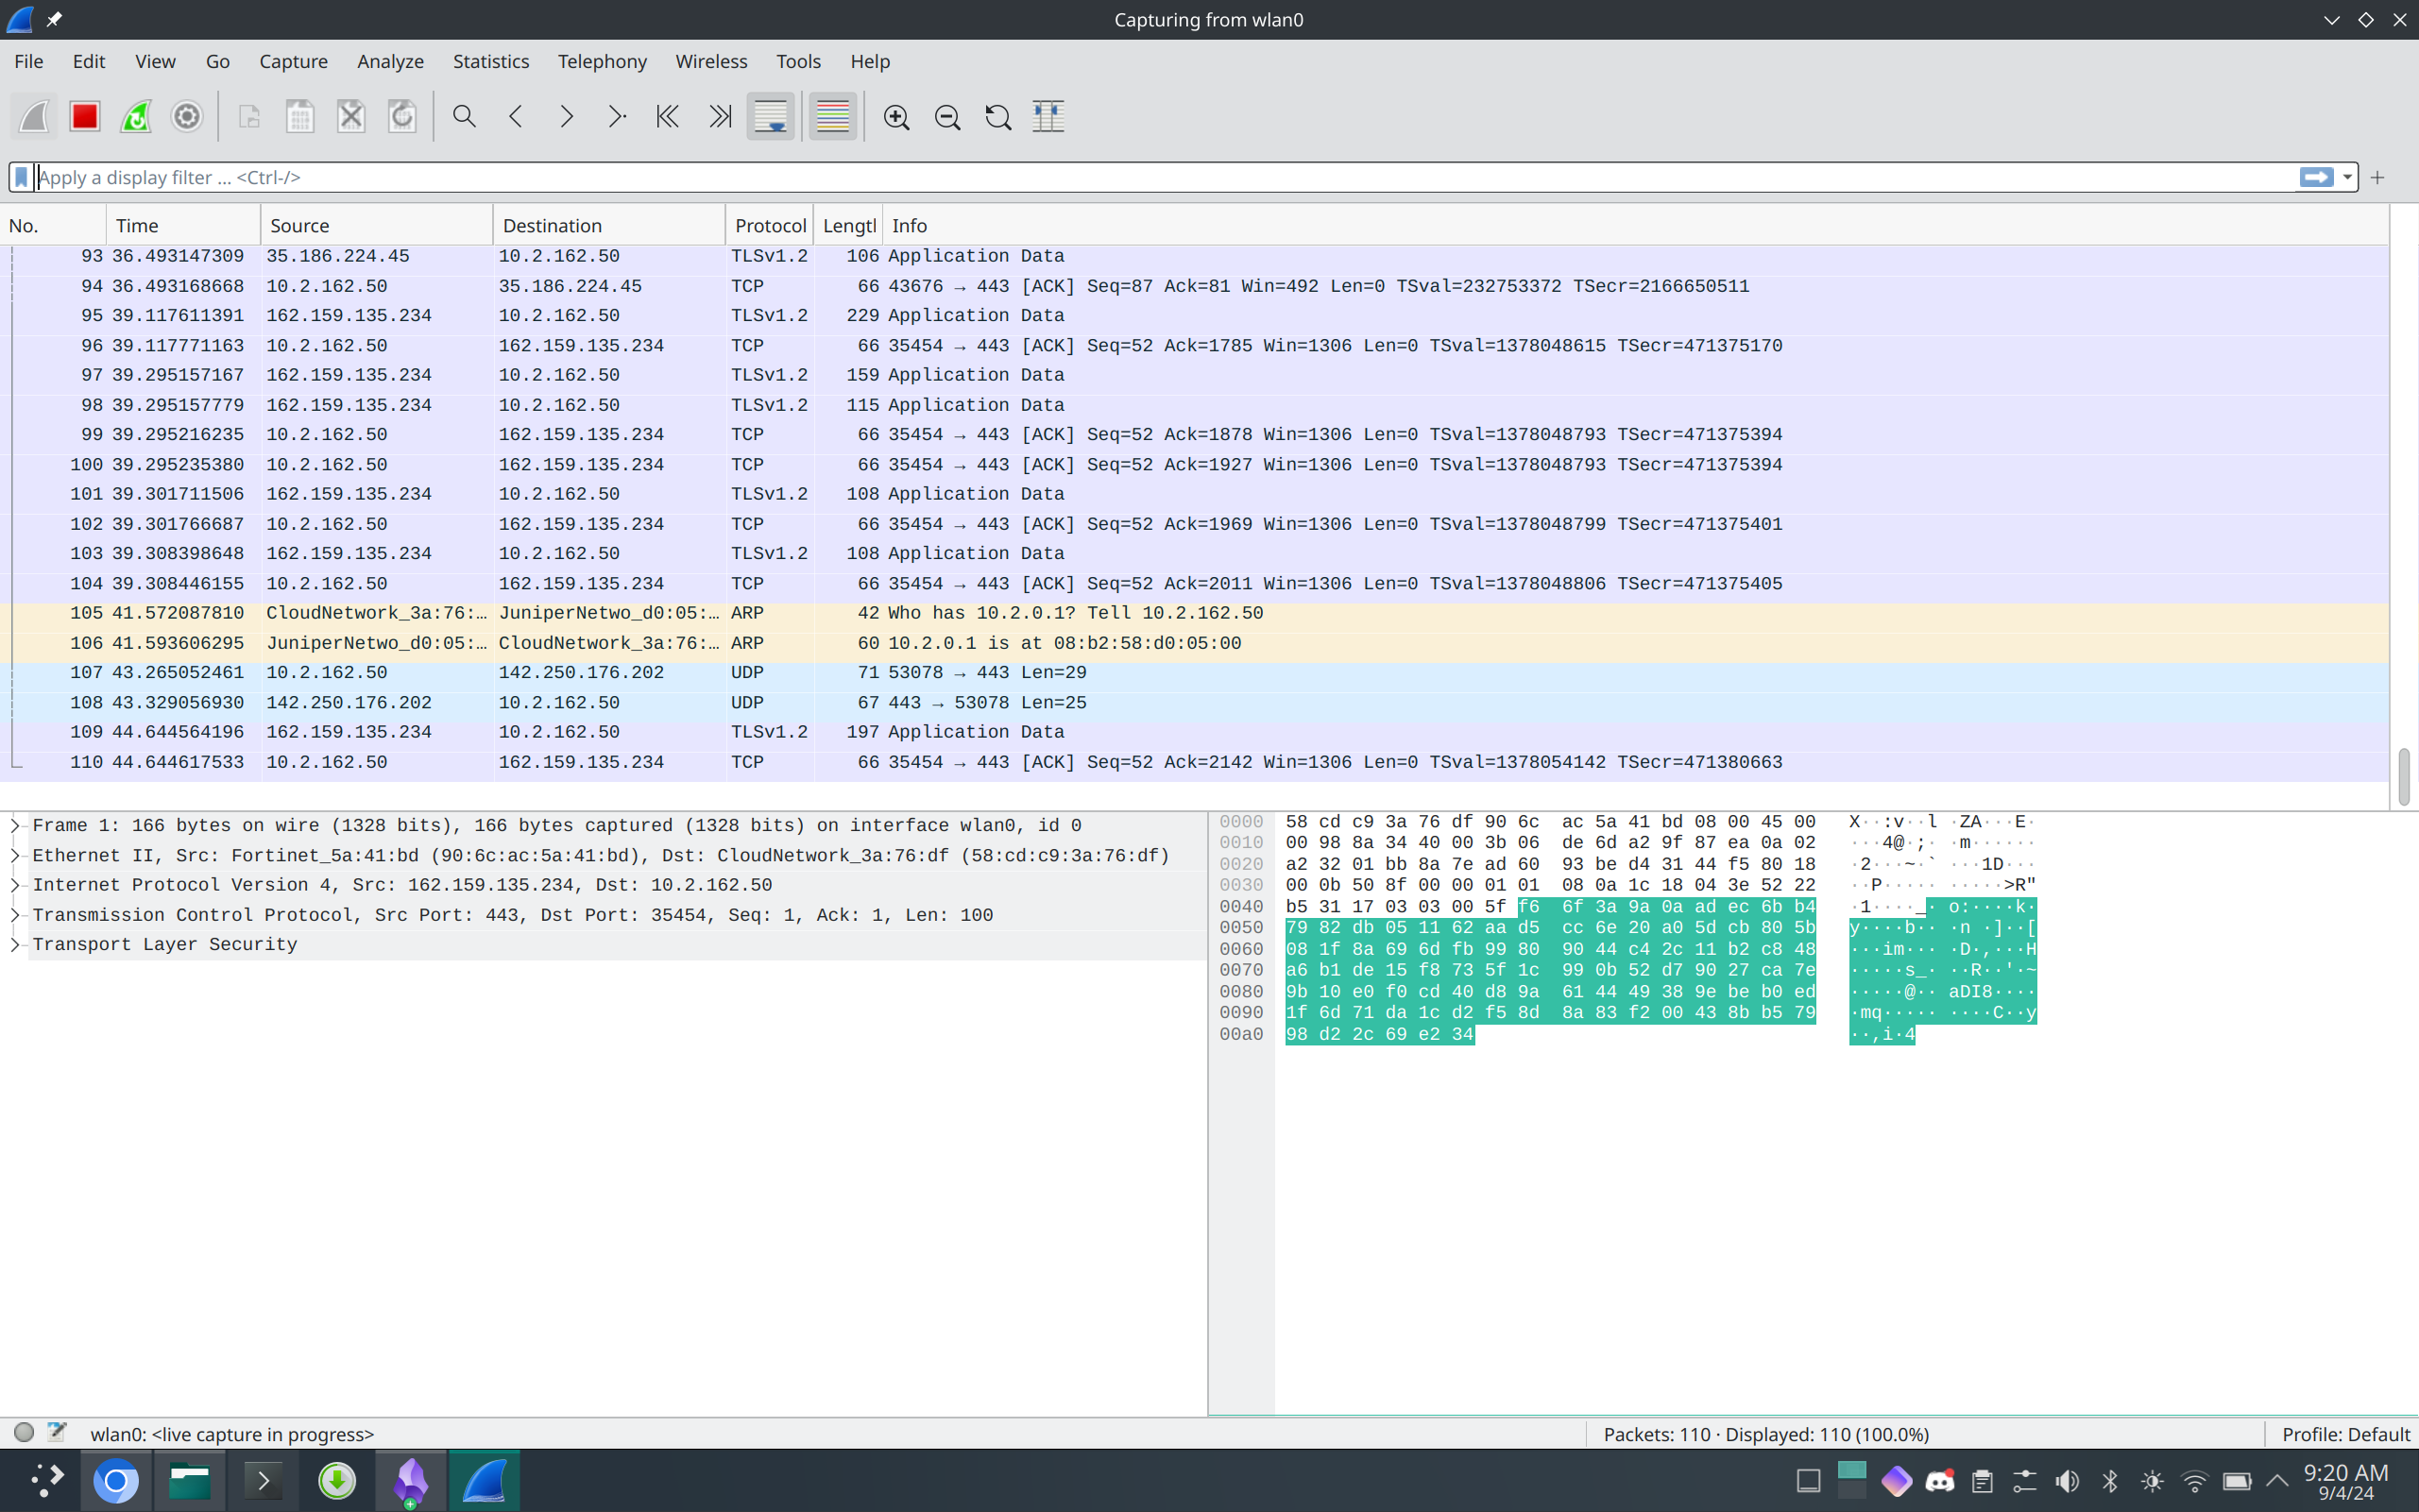 Capturing from wlan0
File Edit View Go Capture Analyze Statistics Telephony Wireless Tools Help
Apply a display filter ... <Ctrl-/>
No. Time Source Destination Protocol Lengtl Info
93 36.493147309 35.186.224.45 10.2.162.50 TLSv1.2 106 Application Data
94 36.493168668 10.2.162.50 35.186.224.45 TCP 66 43676 → 443 [ACK] Seq=87 Ack=81 Win=492 Len=0 TSval=232753372 TSecr=2166650511
95 39.117611391 162.159.135.234 10.2.162.50 TLSv1.2 229 Application Data
96 39.117771163 10.2.162.50 162.159.135.234 TCP 66 35454 → 443 [ACK] Seq=52 Ack=1785 Win=1306 Len=0 TSval=1378048615 TSecr=471375170
97 39.295157167 162.159.135.234 10.2.162.50 TLSv1.2 159 Application Data
98 39.295157779 162.159.135.234 10.2.162.50 TLSv1.2 115 Application Data
99 39.295216235 10.2.162.50 162.159.135.234 TCP 66 35454 → 443 [ACK] Seq=52 Ack=1878 Win=1306 Len=0 TSval=1378048793 TSecr=471375394
100 39.295235380 10.2.162.50 162.159.135.234 TCP 66 35454 → 443 [ACK] Seq=52 Ack=1927 Win=1306 Len=0 TSval=1378048793 TSecr=471375394
101 39.301711506 162.159.135.234 10.2.162.50 TLSv1.2 108 Application Data
102 39.301766687 10.2.162.50 162.159.135.234 TCP 66 35454 → 443 [ACK] Seq=52 Ack=1969 Win=1306 Len=0 TSval=1378048799 TSecr=471375401
103 39.308398648 162.159.135.234 10.2.162.50 TLSv1.2 108 Application Data
104 39.308446155 10.2.162.50 162.159.135.234 TCP 66 35454 → 443 [ACK] Seq=52 Ack=2011 Win=1306 Len=0 TSval=1378048806 TSecr=471375405
105 41.572087810 CloudNetwork_3a:76:… JuniperNetwo_d0:05:… ARP 42 Who has 10.2.0.1? Tell 10.2.162.50
106 41.593606295 JuniperNetwo_d0:05:… CloudNetwork_3a:76:… ARP 60 10.2.0.1 is at 08:b2:58:d0:05:00
107 43.265052461 10.2.162.50 142.250.176.202 UDP 71 53078 → 443 Len=29
108 43.329056930 142.250.176.202 10.2.162.50 UDP 67 443 → 53078 Len=25
109 44.644564196 162.159.135.234 10.2.162.50 TLSv1.2 197 Application Data
110 44.644617533 10.2.162.50 162.159.135.234 TCP 66 35454 → 443 [ACK] Seq=52 Ack=2142 Win=1306 Len=0 TSval=1378054142 TSecr=471380663
Frame 1: 166 bytes on wire (1328 bits), 166 bytes captured (1328 bits) on interface wlan0, id 0
Ethernet II, Src: Fortinet_5a:41:bd (90:6c:ac:5a:41:bd), Dst: CloudNetwork_3a:76:df (58:cd:c9:3a:76:df)
Internet Protocol Version 4, Src: 162.159.135.234, Dst: 10.2.162.50
Transmission Control Protocol, Src Port: 443, Dst Port: 35454, Seq: 1, Ack: 1, Len: 100
Transport Layer Security
0000 58 cd c9 3a 76 df 90 6c ac 5a 41 bd 08 00 45 00 X··:v··l ·ZA···E·
0010 00 98 8a 34 40 00 3b 06 de 6d a2 9f 87 ea 0a 02 ···4@·;· ·m······
0020 a2 32 01 bb 8a 7e ad 60 93 be d4 31 44 f5 80 18 ·2···~·` ···1D···
0030 00 0b 50 8f 00 00 01 01 08 0a 1c 18 04 3e 52 22 ··P····· ·····>R"
0040 b5 31 17 03 03 00 5f f6 6f 3a 9a 0a ad ec 6b b4 ·1····_· o:····k·
0050 79 82 db 05 11 62 aa d5 cc 6e 20 a0 5d cb 80 5b y····b·· ·n ·]··[
0060 08 1f 8a 69 6d fb 99 80 90 44 c4 2c 11 b2 c8 48 ···im··· ·D·,···H
0070 a6 b1 de 15 f8 73 5f 1c 99 0b 52 d7 90 27 ca 7e ·····s_· ··R··'·~
0080 9b 10 e0 f0 cd 40 d8 9a 61 44 49 38 9e be b0 ed ·····@·· aDI8····
0090 1f 6d 71 da 1c d2 f5 8d 8a 83 f2 00 43 8b b5 79 ·mq····· ····C··y
00a0 98 d2 2c 69 e2 34 ··,i·4
wlan0: <live capture in progress> Packets: 110 · Displayed: 110 (100.0%) Profile: Default
9:20 AM
9/4/24